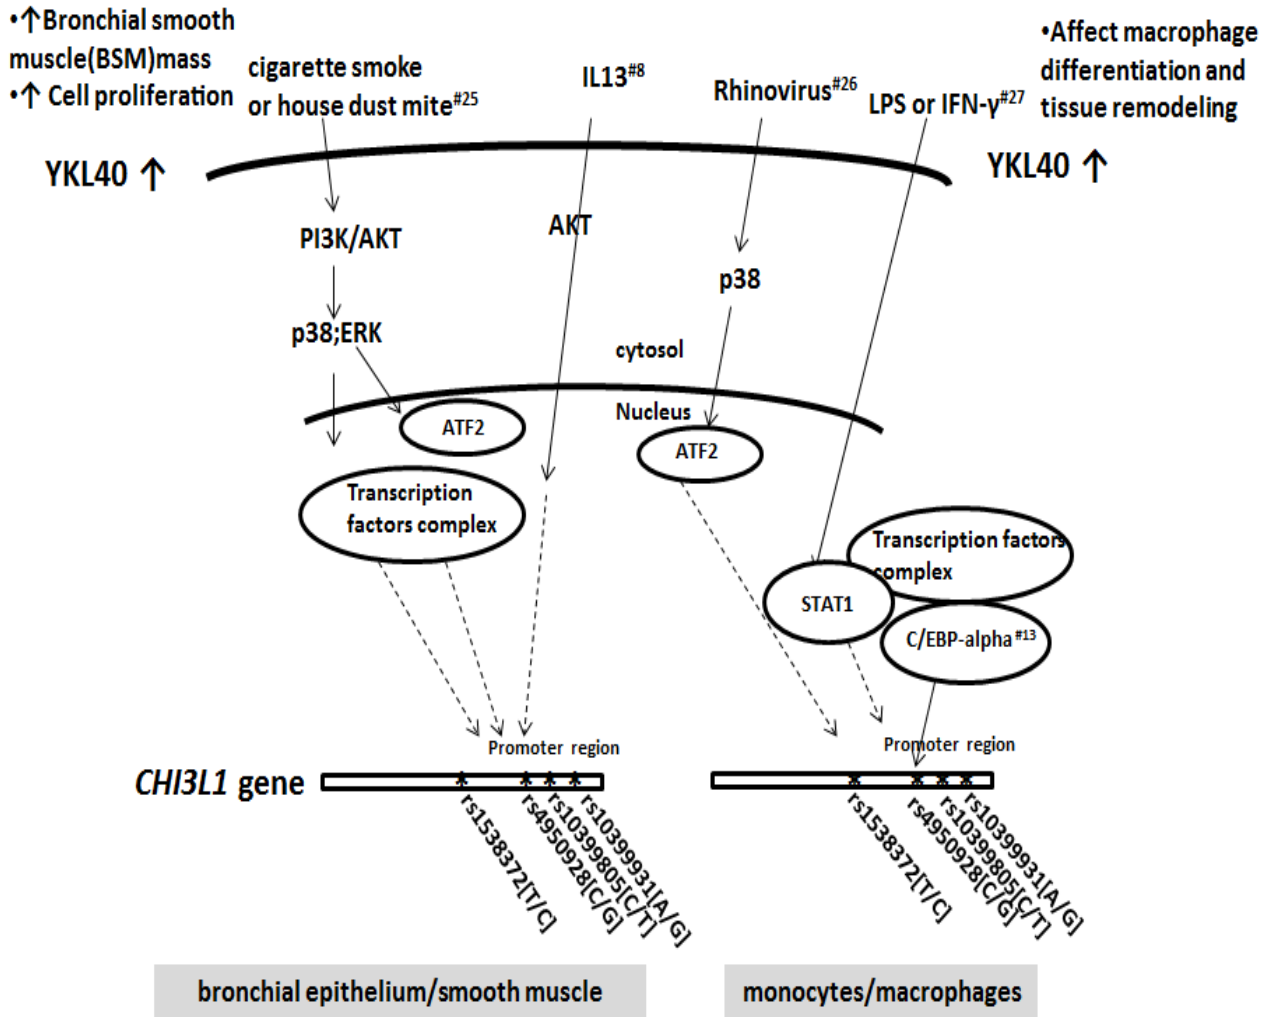 •↑Bronchial smooth
muscle(BSM)mass
•↑ Cell proliferation
YKL40 ↑
cigarette smoke
or house dust mite#25
IL13#8
Rhinovirus#26
LPS or IFN-γ#27
•Affect macrophage
differentiation and
tissue remodeling
YKL40 ↑
PI3K/AKT
AKT
p38
p38;ERK
cytosol
Nucleus
ATF2
ATF2
Transcription
factors complex
Transcription factors
complex
STAT1
C/EBP-alpha#13
Promoter region
Promoter region
CHI3L1 gene
* * * *
* * * *
rs1538372[T/C]
rs4950928[C/G]
rs10399805[C/T]
rs10399931[A/G]
rs1538372[T/C]
rs4950928[C/G]
rs10399805[C/T]
rs10399931[A/G]
bronchial epithelium/smooth muscle
monocytes/macrophages